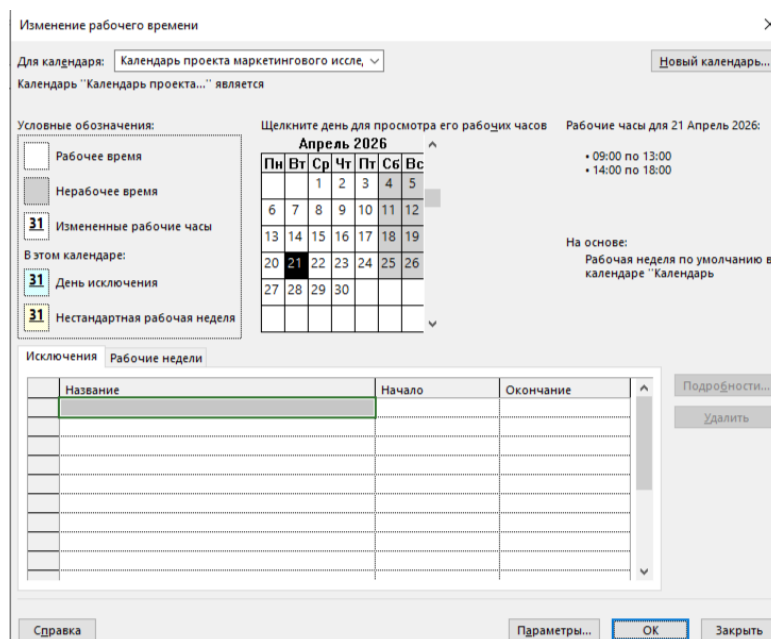 Изменение рабочего времени
Для календаря: Календарь проекта маркетингового иссле,
Новый календарь...
Календарь "Календарь проекта..." является
Условные обозначения:
Рабочее время
Нерабочее время
31 Измененные рабочие часы
В этом календаре:
31 День исключения
31 Нестандартная рабочая неделя
Щелкните день для просмотра его рабочих часов
Апрель 2026
Пн Вт Ср Чт Пт Сб Вс
1 2 3 4 5
6 7 8 9 10 11 12
13 14 15 16 17 18 19
20 21 22 23 24 25 26
27 28 29 30
Рабочие часы для 21 Апрель 2026:
• 09:00 по 13:00
• 14:00 по 18:00
На основе:
Рабочая неделя по умолчанию в
календаре "Календарь
Исключения Рабочие недели
Название Начало Окончание
Подробности...
Удалить
Справка Параметры... ОК Закрыть